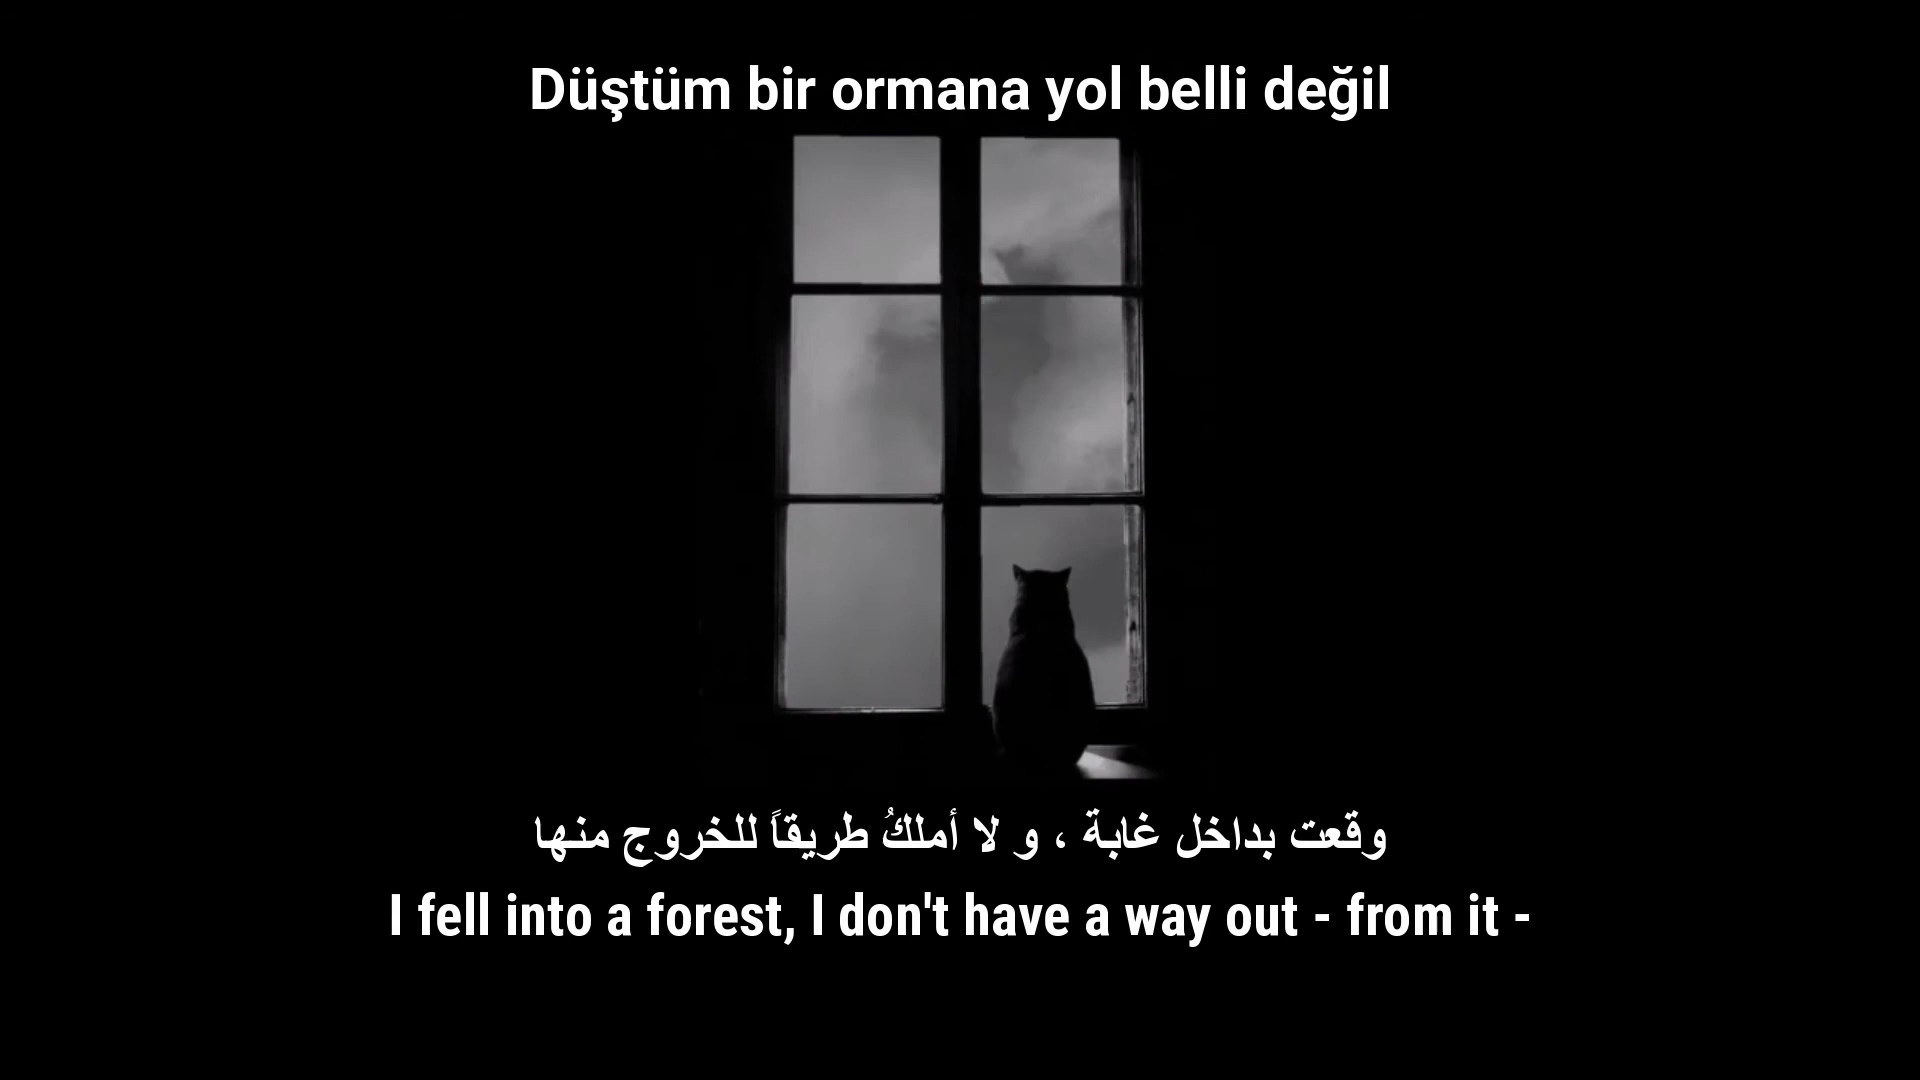 Düştüm bir ormana yol belli değil
وقعت بداخل غابة ، و لا أملكُ طريقاً للخروج منها
I fell into a forest, I don't have a way out - from it -